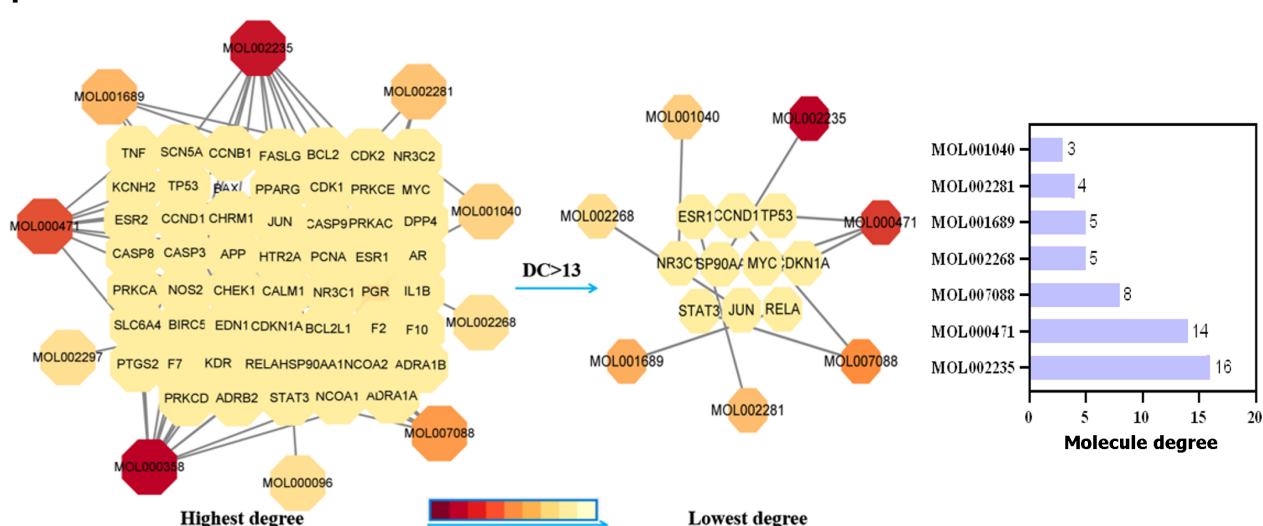 MOL002235
MOL001689
MOL002281
TNF SCN5A CCNB1 FASLG BCL2 CDK2 NR3C2
KCNH2 TP53 BAX PPARG CDK1 PRKCE MYC
MOL000471
MOL001040
ESR2 CCND1 CHRM1 JUN CASP9 PRKAC DPP4
CASP8 CASP3 APP HTR2A PCNA ESR1 AR
PRKCA NOS2 CHEK1 CALM1 NR3C1 PGR IL1B
SLC6A4 BIRC5 EDN1 CDKN1A BCL2L1 F2 F10
MOL002268
MOL002297
PTGS2 F7 KDR RELA HSP90AA1 NCOA2 ADRA1B
PRKCD ADRB2 STAT3 NCOA1 ADRA1A
MOL007088
MOL000358
MOL000096
Highest degree
DC>13
MOL001040
MOL002235
MOL002268
MOL000471
ESR1 CCND1 TP53
NR3C1 SP90AA MYC CDKN1A
STAT3 JUN RELA
MOL001689
MOL007088
MOL002281
Lowest degree
MOL001040 3
MOL002281 4
MOL001689 5
MOL002268 5
MOL007088 8
MOL000471 14
MOL002235 16
0 5 10 15 20
Molecule degree